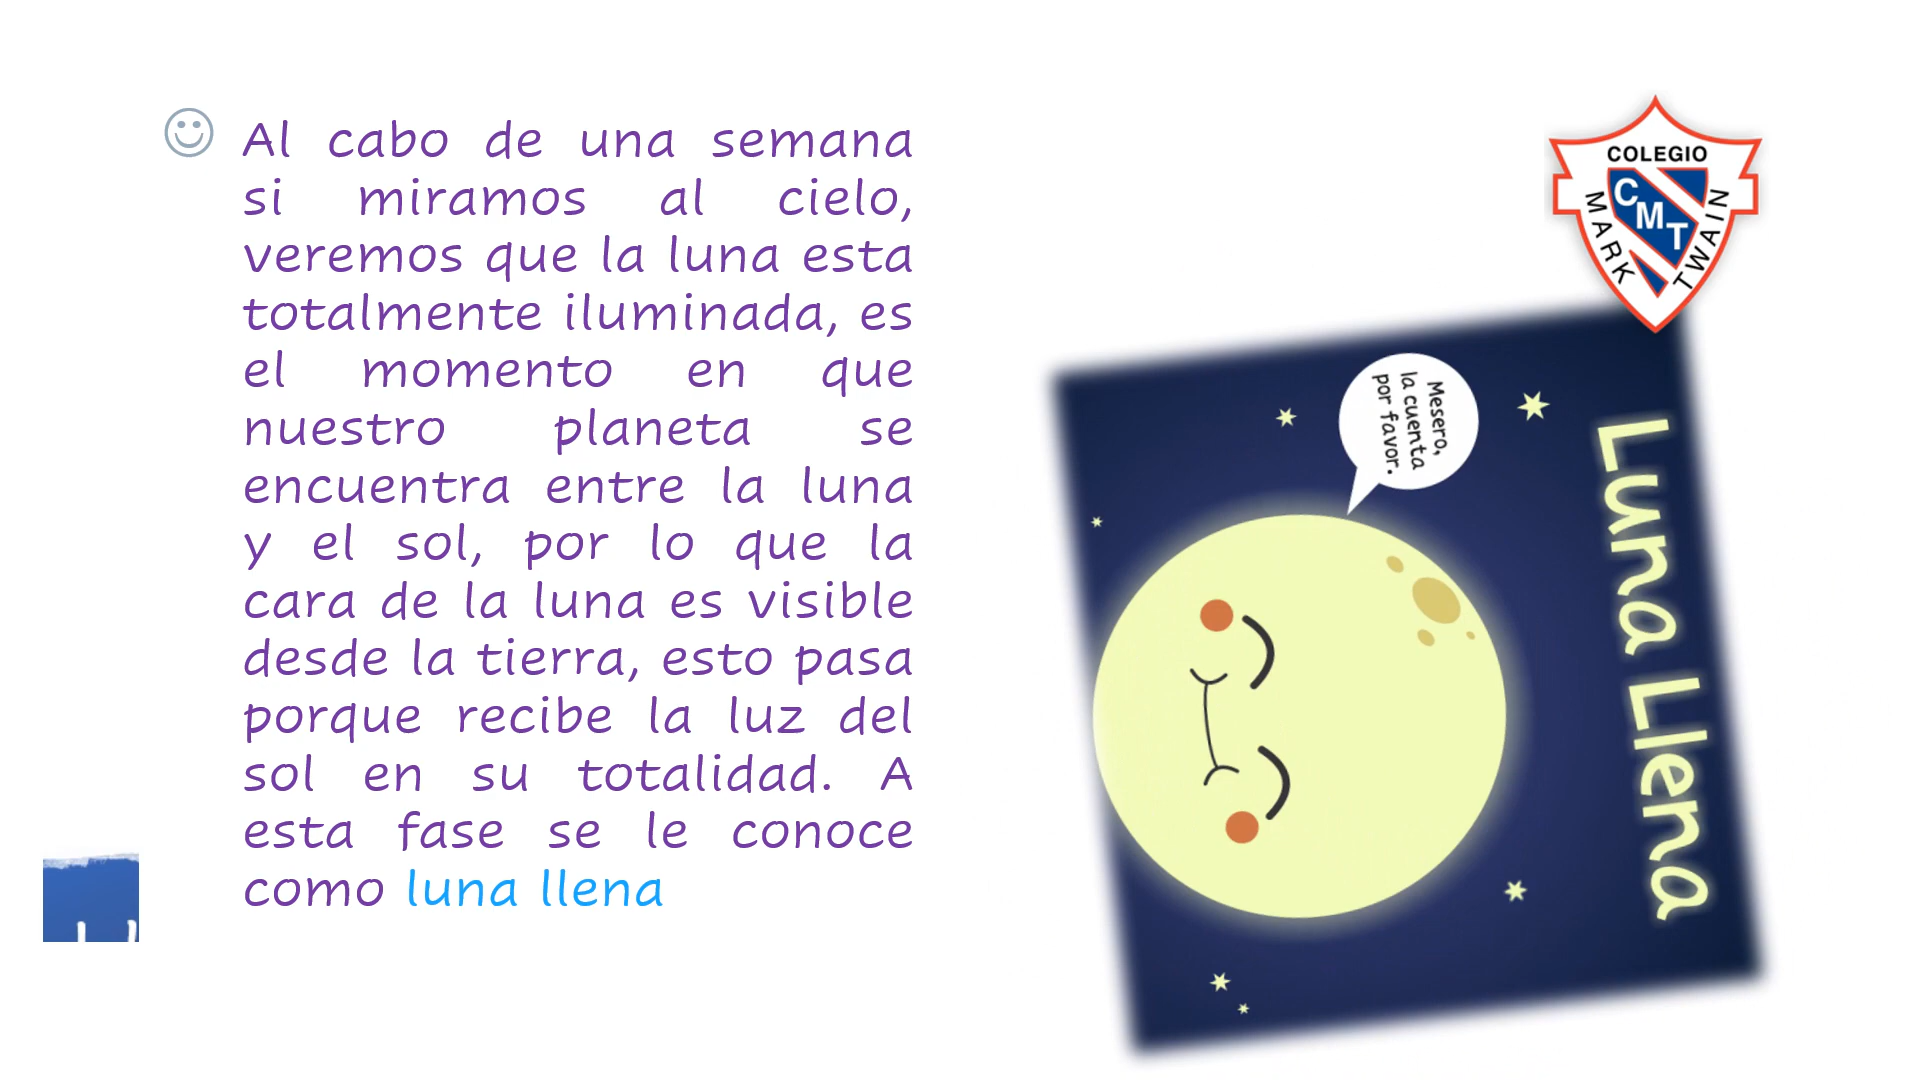 Al cabo de una semana
si miramos al cielo,
veremos que la luna esta
totalmente iluminada, es
el momento en que
nuestro planeta se
encuentra entre la luna
y el sol, por lo que la
cara de la luna es visible
desde la tierra, esto pasa
porque recibe la luz del
sol en su totalidad. A
esta fase se le conoce
como luna llena
COLEGIO
MARK
TWAIN
CMT
Luna Llena
Mesero,
la cuenta
por favor.